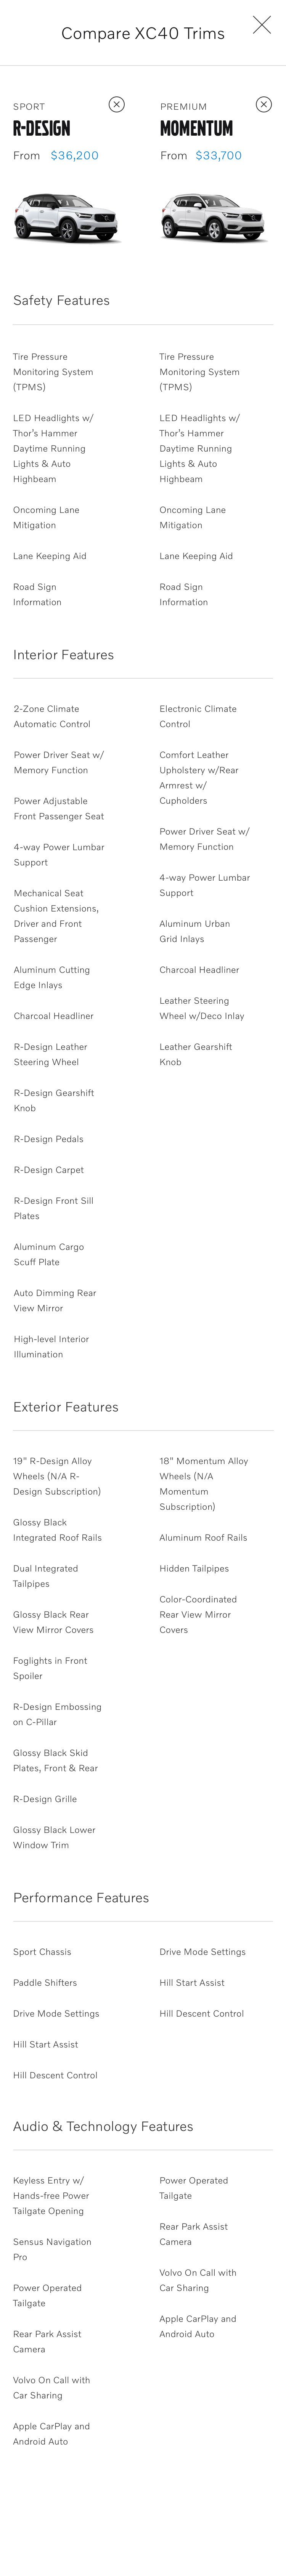 Compare XC40 Trims
SPORT
R-DESIGN
From $36,200
PREMIUM
MOMENTUM
From $33,700
Safety Features
Tire Pressure
Monitoring System
(TPMS)
LED Headlights w/
Thor's Hammer
Daytime Running
Lights & Auto
Highbeam
Oncoming Lane
Mitigation
Lane Keeping Aid
Road Sign
Information
Tire Pressure
Monitoring System
(TPMS)
LED Headlights w/
Thor's Hammer
Daytime Running
Lights & Auto
Highbeam
Oncoming Lane
Mitigation
Lane Keeping Aid
Road Sign
Information
Interior Features
2-Zone Climate
Automatic Control
Power Driver Seat w/
Memory Function
Power Adjustable
Front Passenger Seat
4-way Power Lumbar
Support
Mechanical Seat
Cushion Extensions,
Driver and Front
Passenger
Aluminum Cutting
Edge Inlays
Charcoal Headliner
R-Design Leather
Steering Wheel
R-Design Gearshift
Knob
R-Design Pedals
R-Design Carpet
R-Design Front Sill
Plates
Aluminum Cargo
Scuff Plate
Auto Dimming Rear
View Mirror
High-level Interior
Illumination
Electronic Climate
Control
Comfort Leather
Upholstery w/Rear
Armrest w/
Cupholders
Power Driver Seat w/
Memory Function
4-way Power Lumbar
Support
Aluminum Urban
Grid Inlays
Charcoal Headliner
Leather Steering
Wheel w/Deco Inlay
Leather Gearshift
Knob
Exterior Features
19" R-Design Alloy
Wheels (N/A R-
Design Subscription)
Glossy Black
Integrated Roof Rails
Dual Integrated
Tailpipes
Glossy Black Rear
View Mirror Covers
Foglights in Front
Spoiler
R-Design Embossing
on C-Pillar
Glossy Black Skid
Plates, Front & Rear
R-Design Grille
Glossy Black Lower
Window Trim
18" Momentum Alloy
Wheels (N/A
Momentum
Subscription)
Aluminum Roof Rails
Hidden Tailpipes
Color-Coordinated
Rear View Mirror
Covers
Performance Features
Sport Chassis
Paddle Shifters
Drive Mode Settings
Hill Start Assist
Hill Descent Control
Drive Mode Settings
Hill Start Assist
Hill Descent Control
Audio & Technology Features
Keyless Entry w/
Hands-free Power
Tailgate Opening
Sensus Navigation
Pro
Power Operated
Tailgate
Rear Park Assist
Camera
Volvo On Call with
Car Sharing
Apple CarPlay and
Android Auto
Power Operated
Tailgate
Rear Park Assist
Camera
Volvo On Call with
Car Sharing
Apple CarPlay and
Android Auto